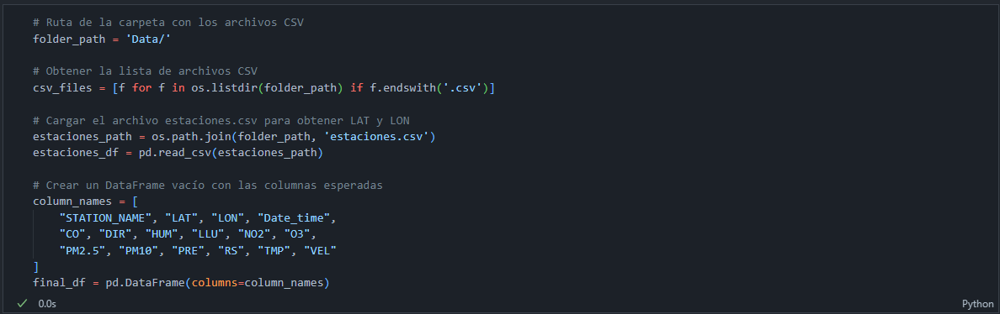 # Ruta de la carpeta con los archivos CSV
folder_path = 'Data/'
# Obtener la lista de archivos CSV
csv_files = [f for f in os.listdir(folder_path) if f.endswith('.csv')]
# Cargar el archivo estaciones.csv para obtener LAT y LON
estaciones_path = os.path.join(folder_path, 'estaciones.csv')
estaciones_df = pd.read_csv(estaciones_path)
# Crear un DataFrame vacío con las columnas esperadas
column_names = [
    "STATION_NAME", "LAT", "LON", "Date_time",
    "CO", "DIR", "HUM", "LLU", "NO2", "O3",
    "PM2.5", "PM10", "PRE", "RS", "TMP", "VEL"
]
final_df = pd.DataFrame(columns=column_names)
✓ 0.0s Python